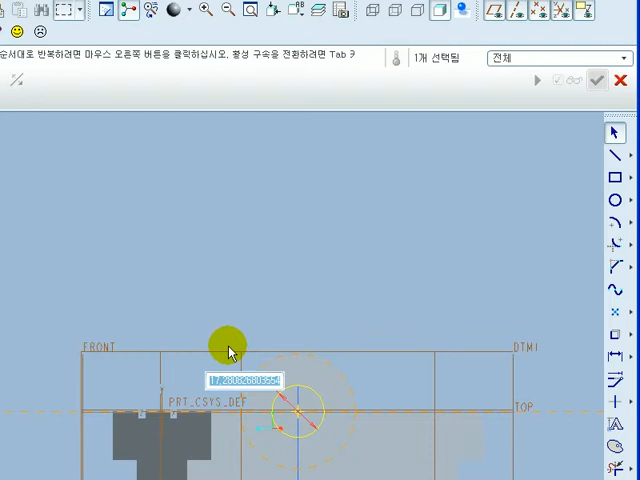 순서대로 반복하려면 마우스 오른쪽 버튼을 클릭하십시오, 활성 구속을 전환하려면 Tab 키
1개 선택됨
전체
FRONT
DTM1
17.280826803554
PRT_CSYS_DEF
TOP